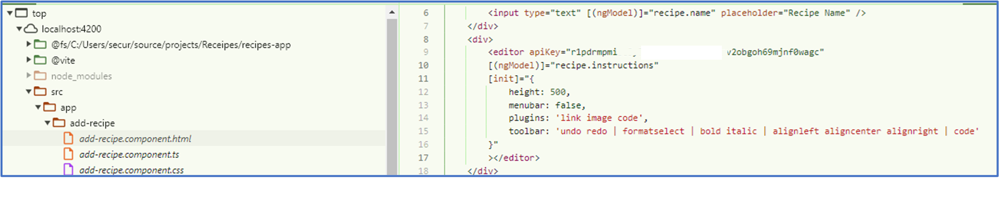 top
localhost:4200
@fs/C:/Users/secur/source/projects/Receipes/recipes-app
@vite
node_modules
src
app
add-recipe
add-recipe.component.html
add-recipe.component.ts
add-recipe.component.css
6 <input type="text" [(ngModel)]="recipe.name" placeholder="Recipe Name" />
7 </div>
8 <div>
9 <editor apiKey="r1pdrmpmi v2obgoh69mjnf0wagc"
10 [(ngModel)]="recipe.instructions"
11 [init]="{
12 height: 500,
13 menubar: false,
14 plugins: 'link image code',
15 toolbar: 'undo redo | formatselect | bold italic | alignleft aligncenter alignright | code'
16 }"
17 ></editor>
18 </div>